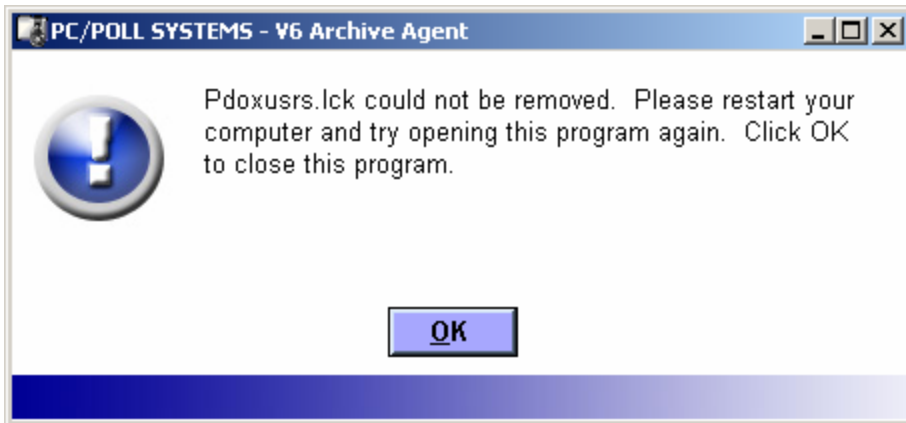 PC/POLL SYSTEMS - V6 Archive Agent
Pdoxusrs.lck could not be removed.  Please restart your
computer and try opening this program again.  Click OK
to close this program.
OK